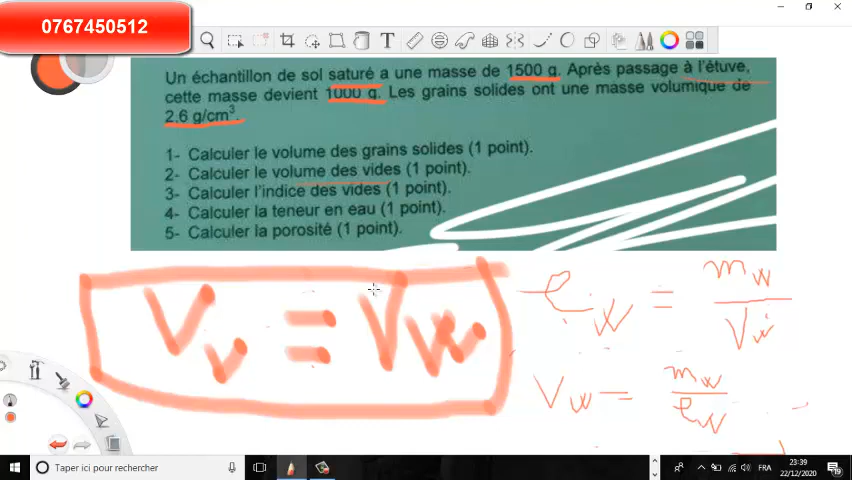 0767450512
Un échantillon de sol saturé a une masse de 1500 g. Après passage à l'étuve,
cette masse devient 1000 g. Les grains solides ont une masse volumique de
2,6 g/cm³.
1- Calculer le volume des grains solides (1 point).
2- Calculer le volume des vides (1 point).
3- Calculer l'indice des vides (1 point).
4- Calculer la teneur en eau (1 point).
5- Calculer la porosité (1 point).
Vv = Vw
ρw = mw / Vw
Vw = mw / ρw
Taper ici pour rechercher
FRA
23:39
22/12/2020
19